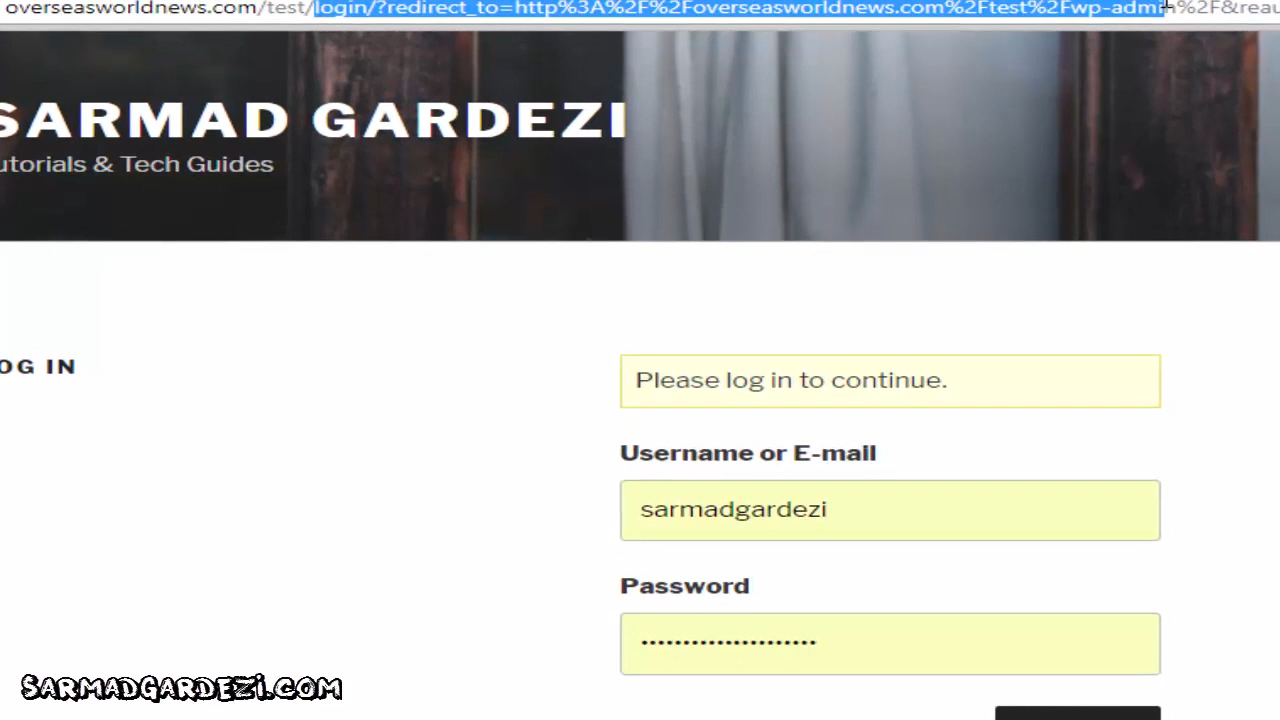 overseasworldnews.com/test/login/?redirect_to=http%3A%2F%2Foverseasworldnews.com%2Ftest%2Fwp-admin%2F&reau
SARMAD GARDEZI
utorials & Tech Guides
OG IN
Please log in to continue.
Username or E-mail
sarmadgardezi
Password
•••••••••••••••••••••
SARMADGARDEZI.COM